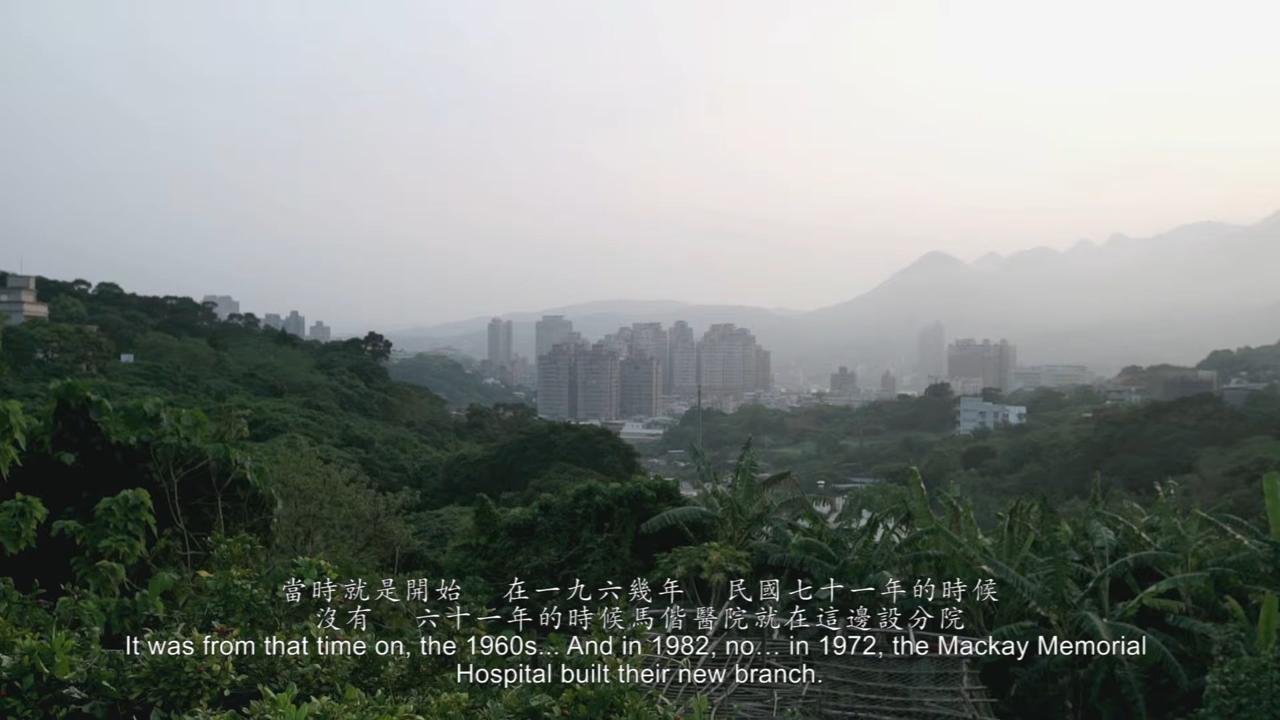 當時就是開始 在一九六幾年 民國七十一年的時候
沒有 六十一年的時候馬偕醫院就在這邊設分院
It was from that time on, the 1960s... And in 1982, no... in 1972, the Mackay Memorial
Hospital built their new branch.